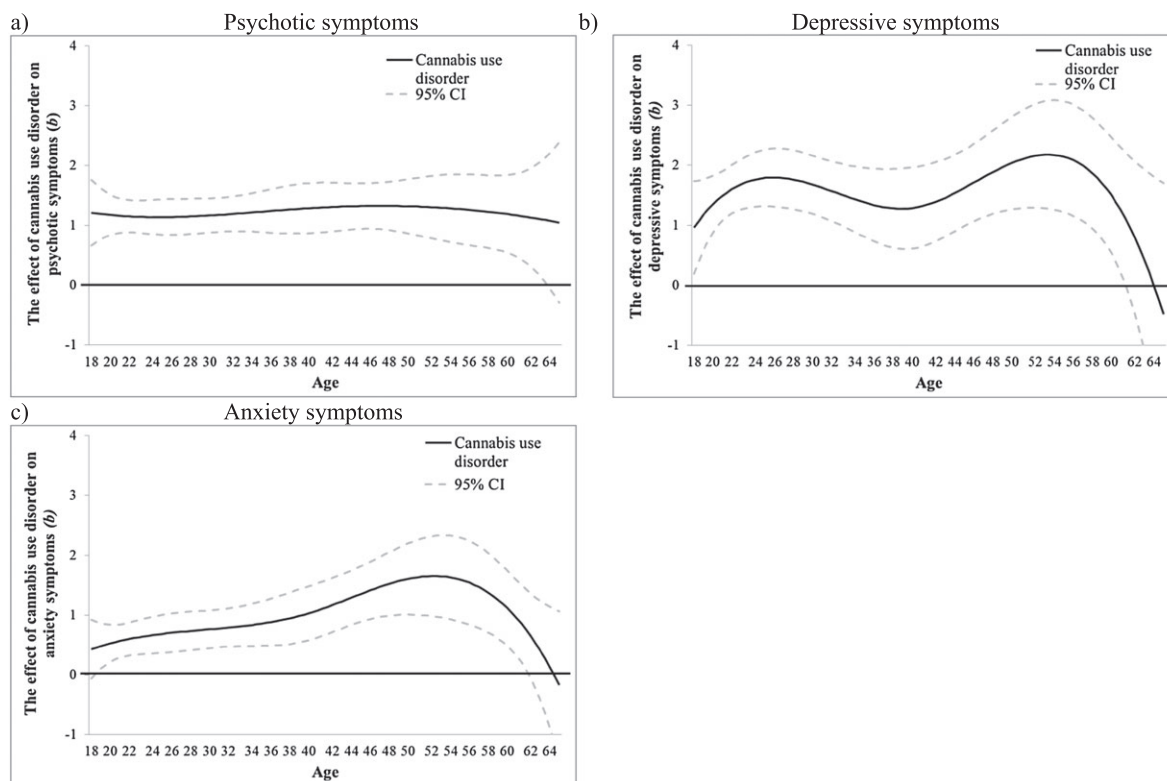 a) Psychotic symptoms
The effect of cannabis use disorder on
psychotic symptoms (b)
4
3
2
1
0
-1
Cannabis use
disorder
95% CI
18 20 22 24 26 28 30 32 34 36 38 40 42 44 46 48 50 52 54 56 58 60 62 64
Age
b) Depressive symptoms
The effect of cannabis use disorder on
depressive symptoms (b)
4
3
2
1
0
-1
Cannabis use
disorder
95% CI
18 20 22 24 26 28 30 32 34 36 38 40 42 44 46 48 50 52 54 56 58 60 62 64
Age
c) Anxiety symptoms
The effect of cannabis use disorder on
anxiety symptoms (b)
4
3
2
1
0
-1
Cannabis use
disorder
95% CI
18 20 22 24 26 28 30 32 34 36 38 40 42 44 46 48 50 52 54 56 58 60 62 64
Age